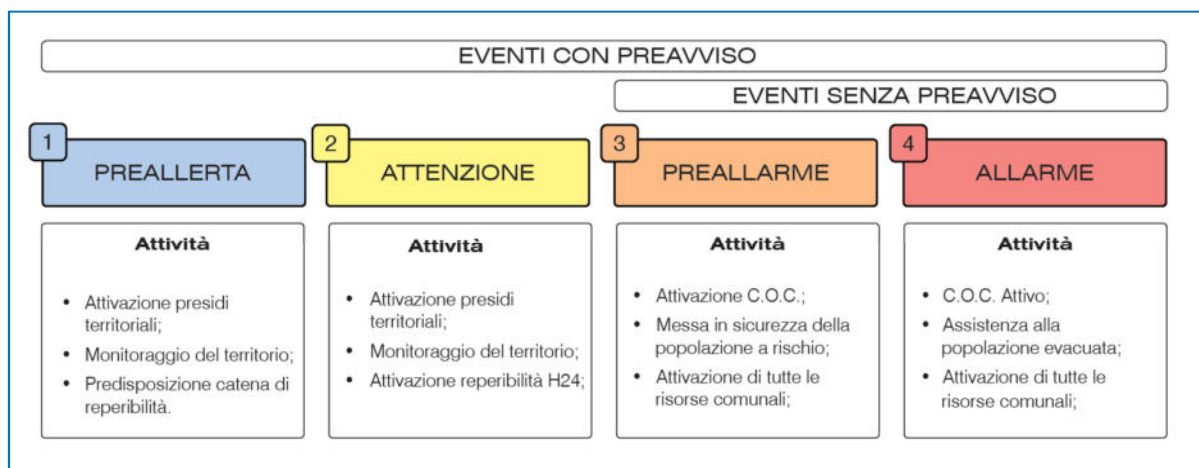 EVENTI CON PREAVVISO
EVENTI SENZA PREAVVISO
1
PREALLERTA
2
ATTENZIONE
3
PREALLARME
4
ALLARME
Attività
• Attivazione presidi
territoriali;
• Monitoraggio del territorio;
• Predisposizione catena di
reperibilità.
Attività
• Attivazione presidi
territoriali;
• Monitoraggio del territorio;
• Attivazione reperibilità H24;
Attività
• Attivazione C.O.C.;
• Messa in sicurezza della
popolazione a rischio;
• Attivazione di tutte le
risorse comunali;
Attività
• C.O.C. Attivo;
• Assistenza alla
popolazione evacuata;
• Attivazione di tutte le
risorse comunali;